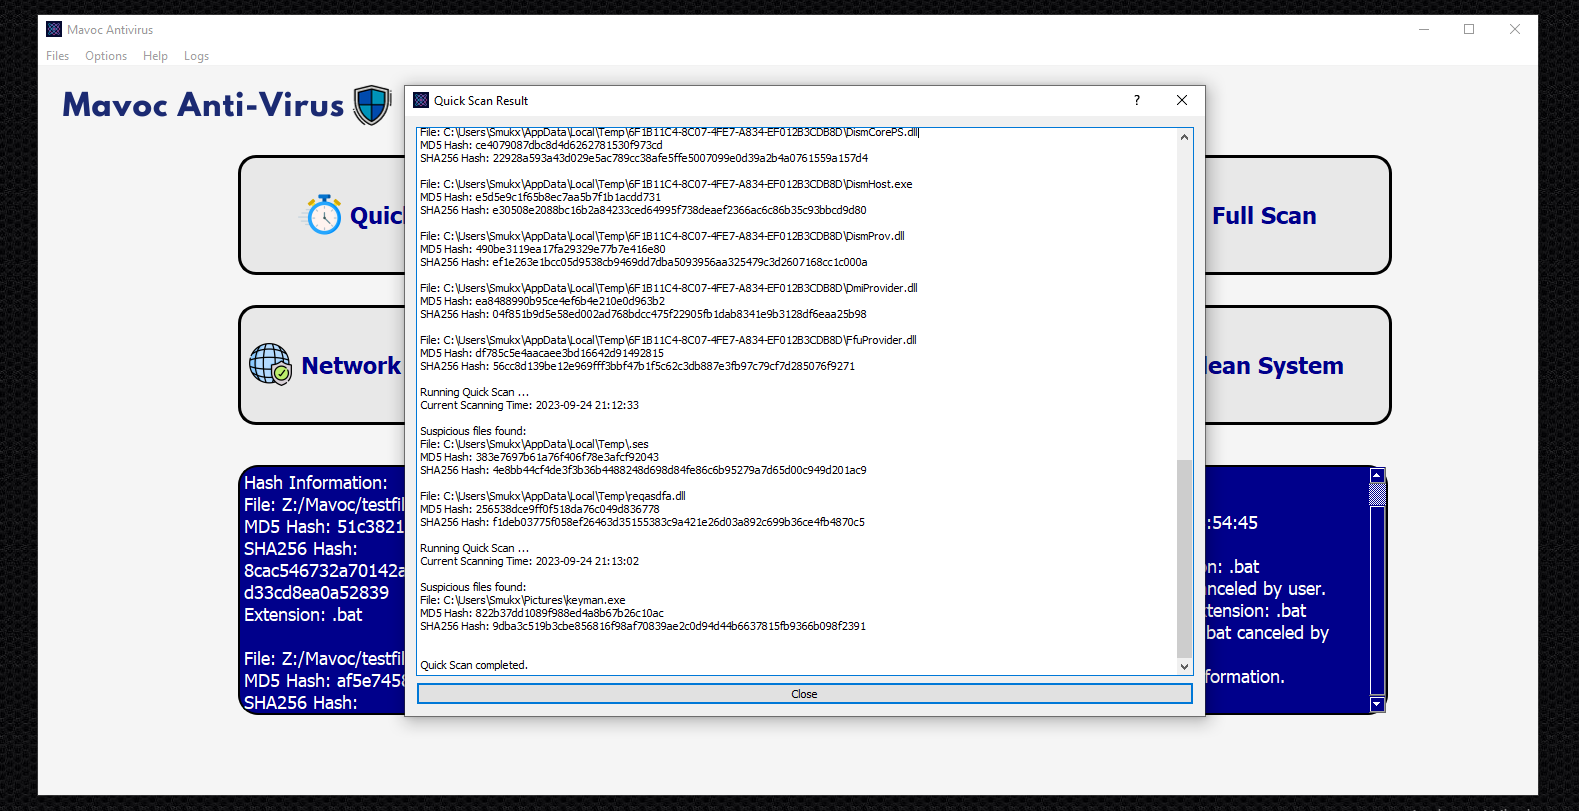 Mavoc Antivirus
Files Options Help Logs
Mavoc Anti-Virus
Quick Scan Result
?
File: C:\Users\Smukx\AppData\Local\Temp\6F1B11C4-8C07-4FE7-A834-EF012B3CDB8D\DismCorePS.dll
MD5 Hash: ce4079087dbc8d4d6262781530f973cd
SHA256 Hash: 22928a593a43d029e5ac789cc38afe5ffe5007099e0d39a2b4a0761559a157d4
File: C:\Users\Smukx\AppData\Local\Temp\6F1B11C4-8C07-4FE7-A834-EF012B3CDB8D\DismHost.exe
MD5 Hash: e5d5e9c1f65b8ec7aa5b7f1b1acdd731
SHA256 Hash: e30508e2088bc16b2a84233ced64995f738deaef2366ac6c86b35c93bbcd9d80
File: C:\Users\Smukx\AppData\Local\Temp\6F1B11C4-8C07-4FE7-A834-EF012B3CDB8D\DismProv.dll
MD5 Hash: 490be3119ea17fa29329e77b7e416e80
SHA256 Hash: ef1e263e1bcc05d9538cb9469dd7dba5093956aa325479c3d2607168cc1c000a
File: C:\Users\Smukx\AppData\Local\Temp\6F1B11C4-8C07-4FE7-A834-EF012B3CDB8D\DmiProvider.dll
MD5 Hash: ea8488990b95ce4ef6b4e210e0d963b2
SHA256 Hash: 04f851b9d5e58ed002ad768bdcc475f22905fb1dab8341e9b3128df6eaa25b98
File: C:\Users\Smukx\AppData\Local\Temp\6F1B11C4-8C07-4FE7-A834-EF012B3CDB8D\FfuProvider.dll
MD5 Hash: df785c5e4aacaee3bd16642d91492815
SHA256 Hash: 56cc8d139be12e969fff3bbf47b1f5c62c3db887e3fb97c79cf7d285076f9271
Running Quick Scan ...
Current Scanning Time: 2023-09-24 21:12:33
Suspicious files found:
File: C:\Users\Smukx\AppData\Local\Temp\.ses
MD5 Hash: 383e7697b61a76f406f78e3afcf92043
SHA256 Hash: 4e8bb44cf4de3f3b36b4488248d698d84fe86c6b95279a7d65d00c949d201ac9
File: C:\Users\Smukx\AppData\Local\Temp\reqasdfa.dll
MD5 Hash: 256538dce9ff0f518da76c049d836778
SHA256 Hash: f1deb03775f058ef26463d35155383c9a421e26d03a892c699b36ce4fb4870c5
Running Quick Scan ...
Current Scanning Time: 2023-09-24 21:13:02
Suspicious files found:
File: C:\Users\Smukx\Pictures\keyman.exe
MD5 Hash: 822b37dd1089f988ed4a8b67b26c10ac
SHA256 Hash: 9dba3c519b3cbe856816f98af70839ae2c0d94d44b6637815fb9366b098f2391
Quick Scan completed.
Close
Quic
Full Scan
Network
lean System
Hash Information:
File: Z:/Mavoc/testfil
MD5 Hash: 51c3821
SHA256 Hash:
8cac546732a70142a
d33cd8ea0a52839
Extension: .bat
File: Z:/Mavoc/testfil
MD5 Hash: af5e7458
SHA256 Hash:
:54:45
on: .bat
nceled by user.
xtension: .bat
bat canceled by
formation.